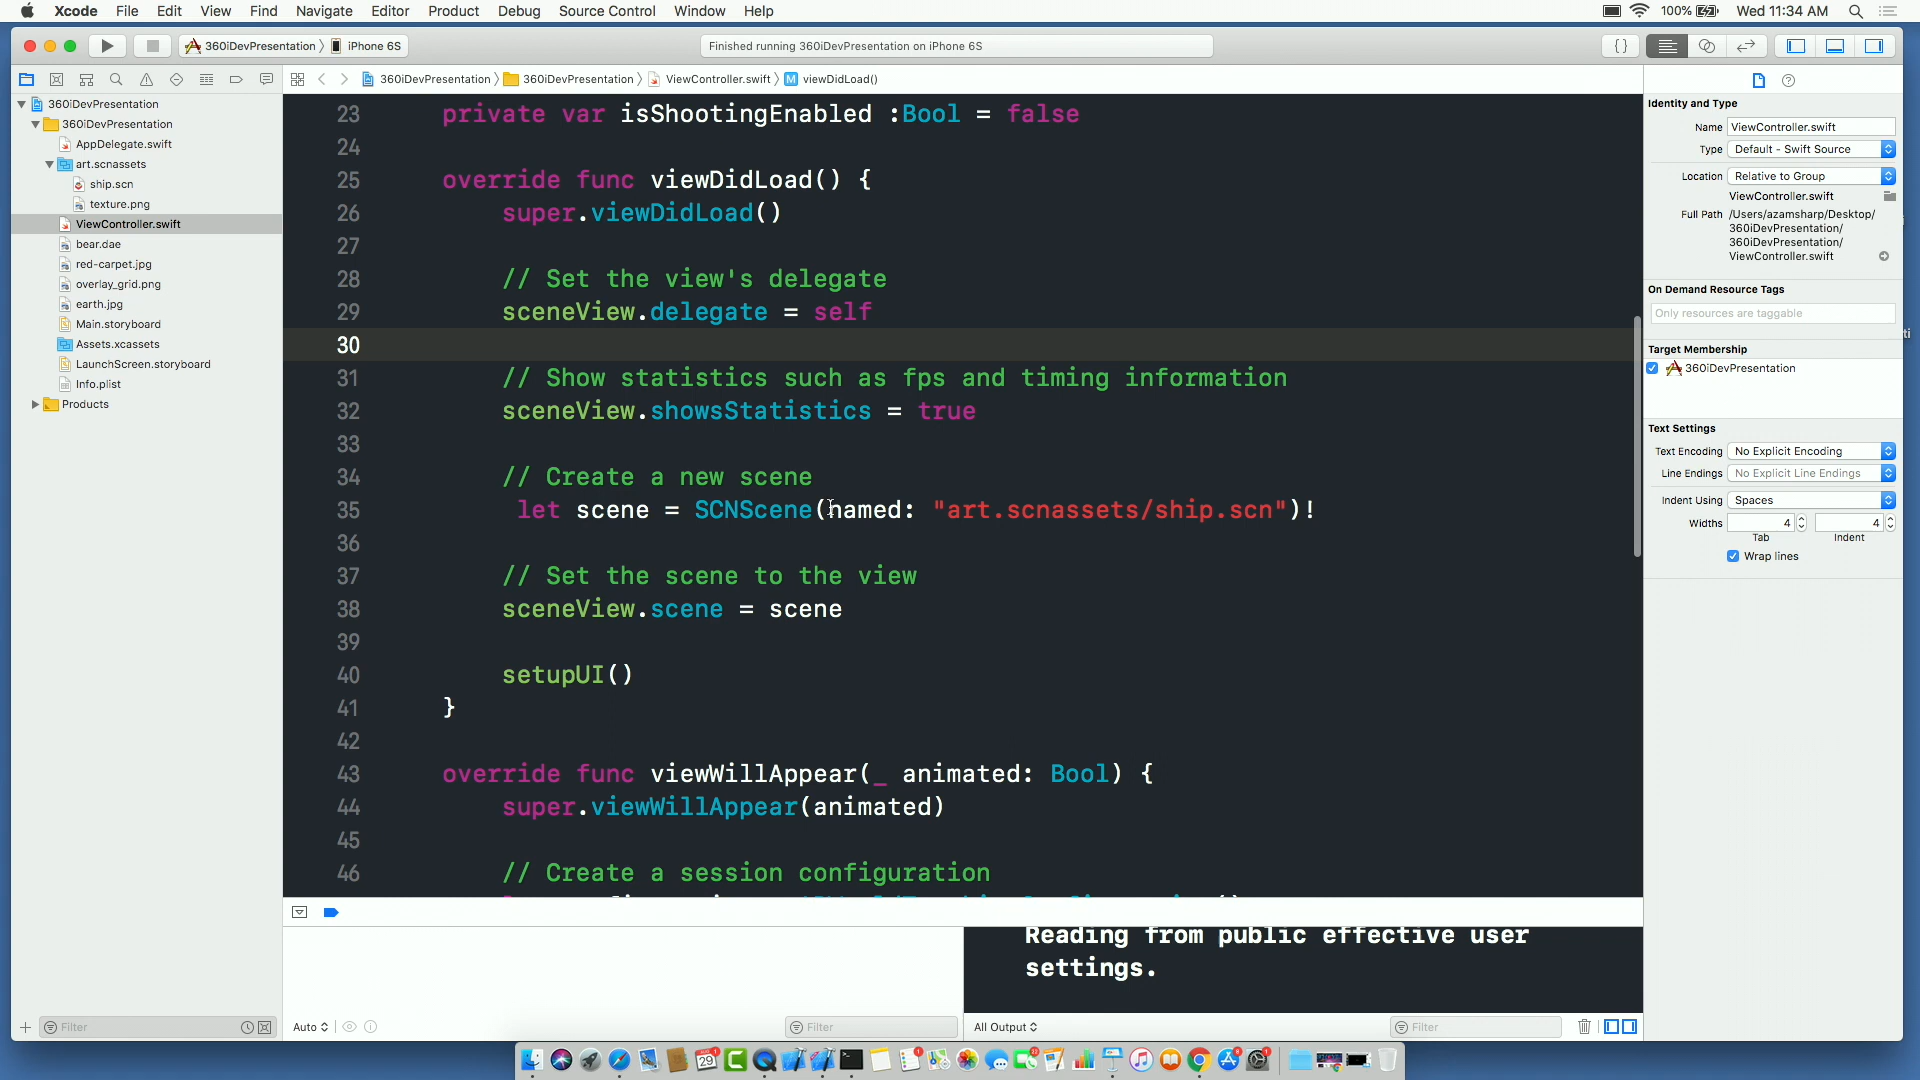 Xcode File Edit View Find Navigate Editor Product Debug Source Control Window Help 100% Wed 11:34 AM
360iDevPresentation iPhone 6S Finished running 360iDevPresentation on iPhone 6S {}
360iDevPresentation 360iDevPresentation ViewController.swift M viewDidLoad()
360iDevPresentation
360iDevPresentation
AppDelegate.swift
art.scnassets
ship.scn
texture.png
ViewController.swift
bear.dae
red-carpet.jpg
overlay_grid.png
earth.jpg
Main.storyboard
Assets.xcassets
LaunchScreen.storyboard
Info.plist
Products
Filter
23 private var isShootingEnabled :Bool = false
24
25 override func viewDidLoad() {
26 super.viewDidLoad()
27
28 // Set the view's delegate
29 sceneView.delegate = self
30
31 // Show statistics such as fps and timing information
32 sceneView.showsStatistics = true
33
34 // Create a new scene
35 let scene = SCNScene(named: "art.scnassets/ship.scn")!
36
37 // Set the scene to the view
38 sceneView.scene = scene
39
40 setupUI()
41 }
42
43 override func viewWillAppear(_ animated: Bool) {
44 super.viewWillAppear(animated)
45
46 // Create a session configuration
Reading from public effective user
settings.
Auto Filter
All Output Filter
Identity and Type
Name ViewController.swift
Type Default - Swift Source
Location Relative to Group
ViewController.swift
Full Path /Users/azamsharp/Desktop/
360iDevPresentation/
360iDevPresentation/
ViewController.swift
On Demand Resource Tags
Only resources are taggable
Target Membership
360iDevPresentation
Text Settings
Text Encoding No Explicit Encoding
Line Endings No Explicit Line Endings
Indent Using Spaces
Widths 4 4
Tab Indent
Wrap lines
29